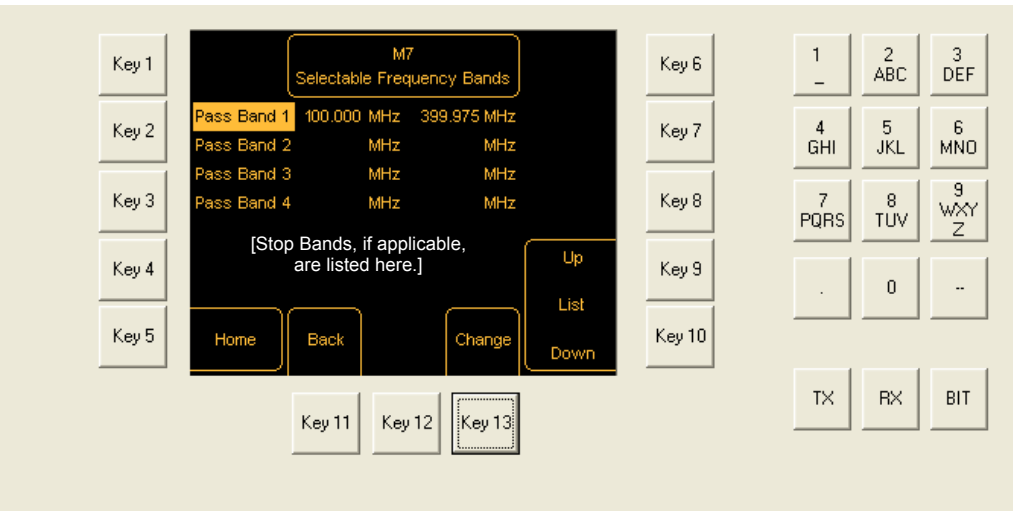 Key 1
Key 2
Key 3
Key 4
Key 5
M7
Selectable Frequency Bands
Pass Band 1 100.000 MHz 399.975 MHz
Pass Band 2 MHz MHz
Pass Band 3 MHz MHz
Pass Band 4 MHz MHz
[Stop Bands, if applicable,
are listed here.]
Up
List
Down
Home Back Change
Key 6
Key 7
Key 8
Key 9
Key 10
Key 11 Key 12 Key 13
1 2 3
_ ABC DEF
4 5 6
GHI JKL MNO
7 8 9
PQRS TUV WXY
Z
. 0 --
TX RX BIT